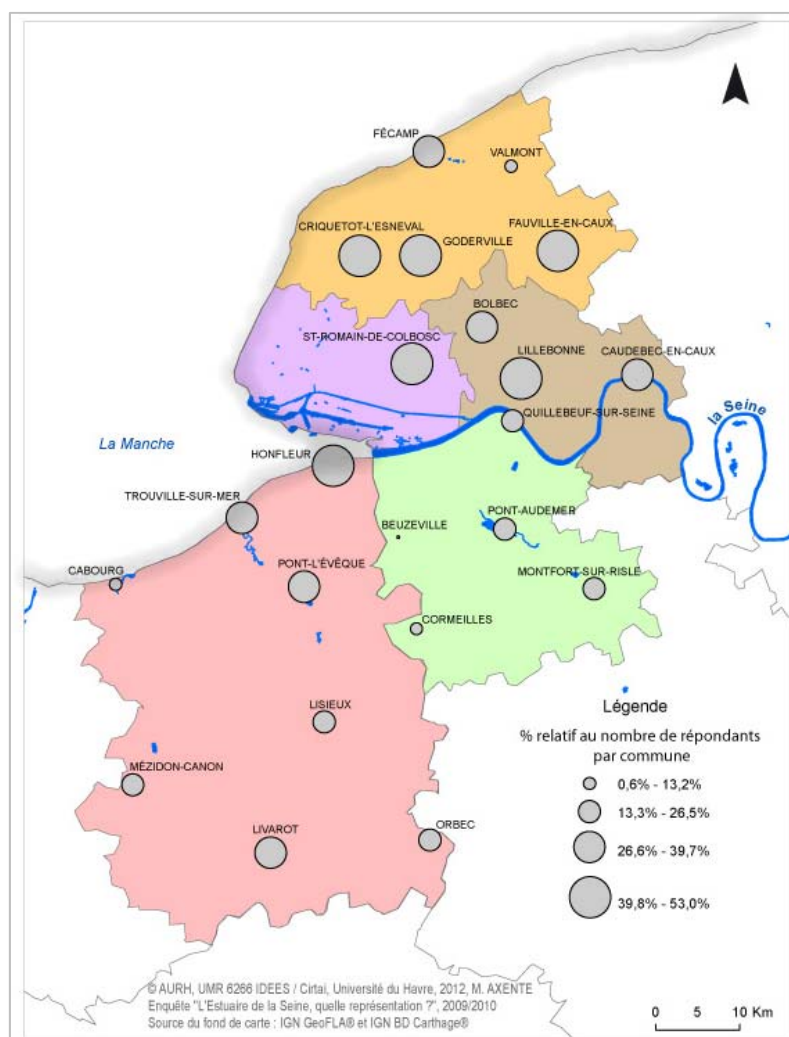 FÉCAMP
VALMONT
CRIQUETOT-L'ESNEVAL
FAUVILLE-EN-CAUX
GODERVILLE
BOLBEC
ST-ROMAIN-DE-COLBOSC
LILLEBONNE
CAUDEBEC-EN-CAUX
QUILLEBEUF-SUR-SEINE
la Seine
La Manche
HONFLEUR
TROUVILLE-SUR-MER
BEUZEVILLE
PONT-AUDEMER
CABOURG
PONT-L'ÉVÊQUE
MONTFORT-SUR-RISLE
CORMEILLES
LISIEUX
MÉZIDON-CANON
LIVAROT
ORBEC
Légende
% relatif au nombre de répondants
par commune
0,6% - 13,2%
13,3% - 26,5%
26,6% - 39,7%
39,8% - 53,0%
© AURH, UMR 6266 IDEES / Cirtai, Université du Havre, 2012, M. AXENTE
Enquête "L'Estuaire de la Seine, quelle représentation ?", 2009/2010
Source du fond de carte : IGN GeoFLA® et IGN BD Carthage®
0 5 10 Km